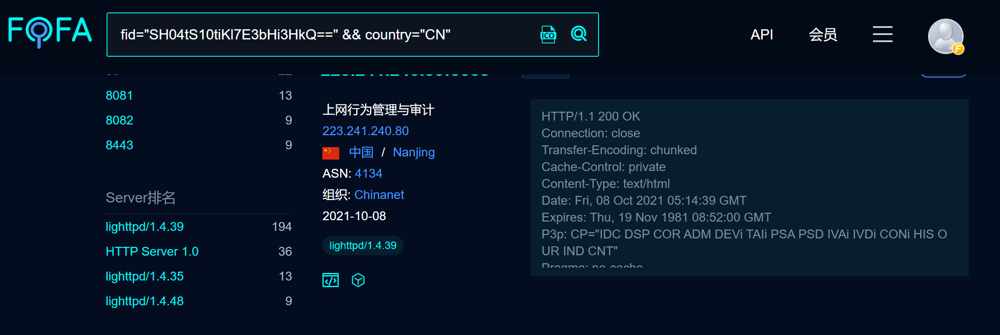 FOFA
fid="SH04tS10tiKl7E3bHi3HkQ==" && country="CN"
ICO
API
会员
F
8081 13
8082 9
8443 9
Server排名
lighttpd/1.4.39 194
HTTP Server 1.0 36
lighttpd/1.4.35 13
lighttpd/1.4.48 9
上网行为管理与审计
223.241.240.80
中国 / Nanjing
ASN: 4134
组织: Chinanet
2021-10-08
lighttpd/1.4.39
HTTP/1.1 200 OK
Connection: close
Transfer-Encoding: chunked
Cache-Control: private
Content-Type: text/html
Date: Fri, 08 Oct 2021 05:14:39 GMT
Expires: Thu, 19 Nov 1981 08:52:00 GMT
P3p: CP="IDC DSP COR ADM DEVi TAIi PSA PSD IVAi IVDi CONi HIS O
UR IND CNT"
Pragma: no-cache